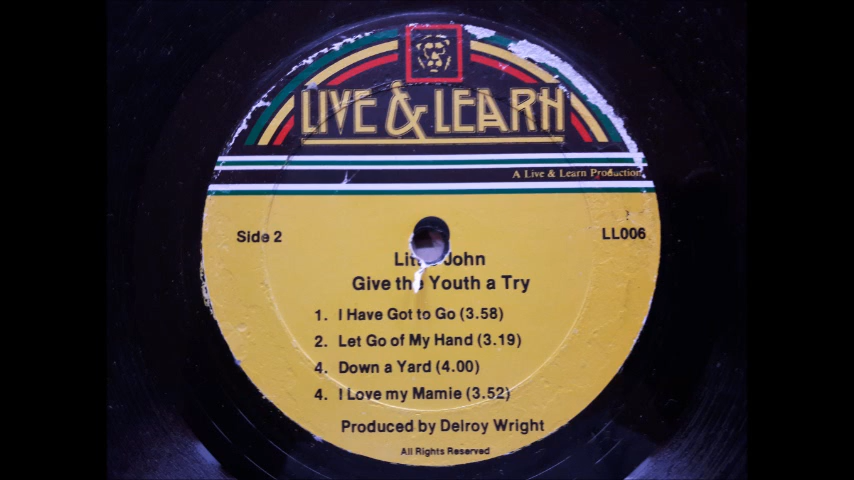 LIVE & LEARN
A Live & Learn Production
Side 2
LL006
John
Give the Youth a Try
1. I Have Got to Go (3.58)
2. Let Go of My Hand (3.19)
4. Down a Yard (4.00)
4. I Love my Mamie (3.52)
Produced by Delroy Wright
All Rights Reserved